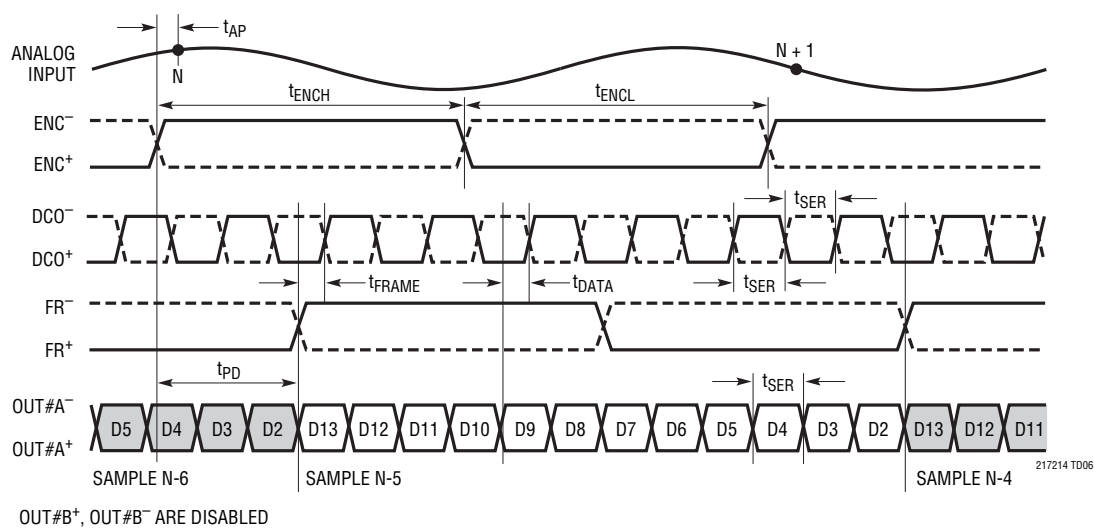 tAP
ANALOG
INPUT
N
N + 1
tENCH
tENCL
ENC–
ENC+
DCO–
DCO+
tSER
tFRAME
tDATA
tSER
FR–
FR+
tPD
tSER
OUT#A–
OUT#A+
D5 D4 D3 D2 D13 D12 D11 D10 D9 D8 D7 D6 D5 D4 D3 D2 D13 D12 D11
SAMPLE N-6
SAMPLE N-5
SAMPLE N-4
217214 TD06
OUT#B+, OUT#B– ARE DISABLED